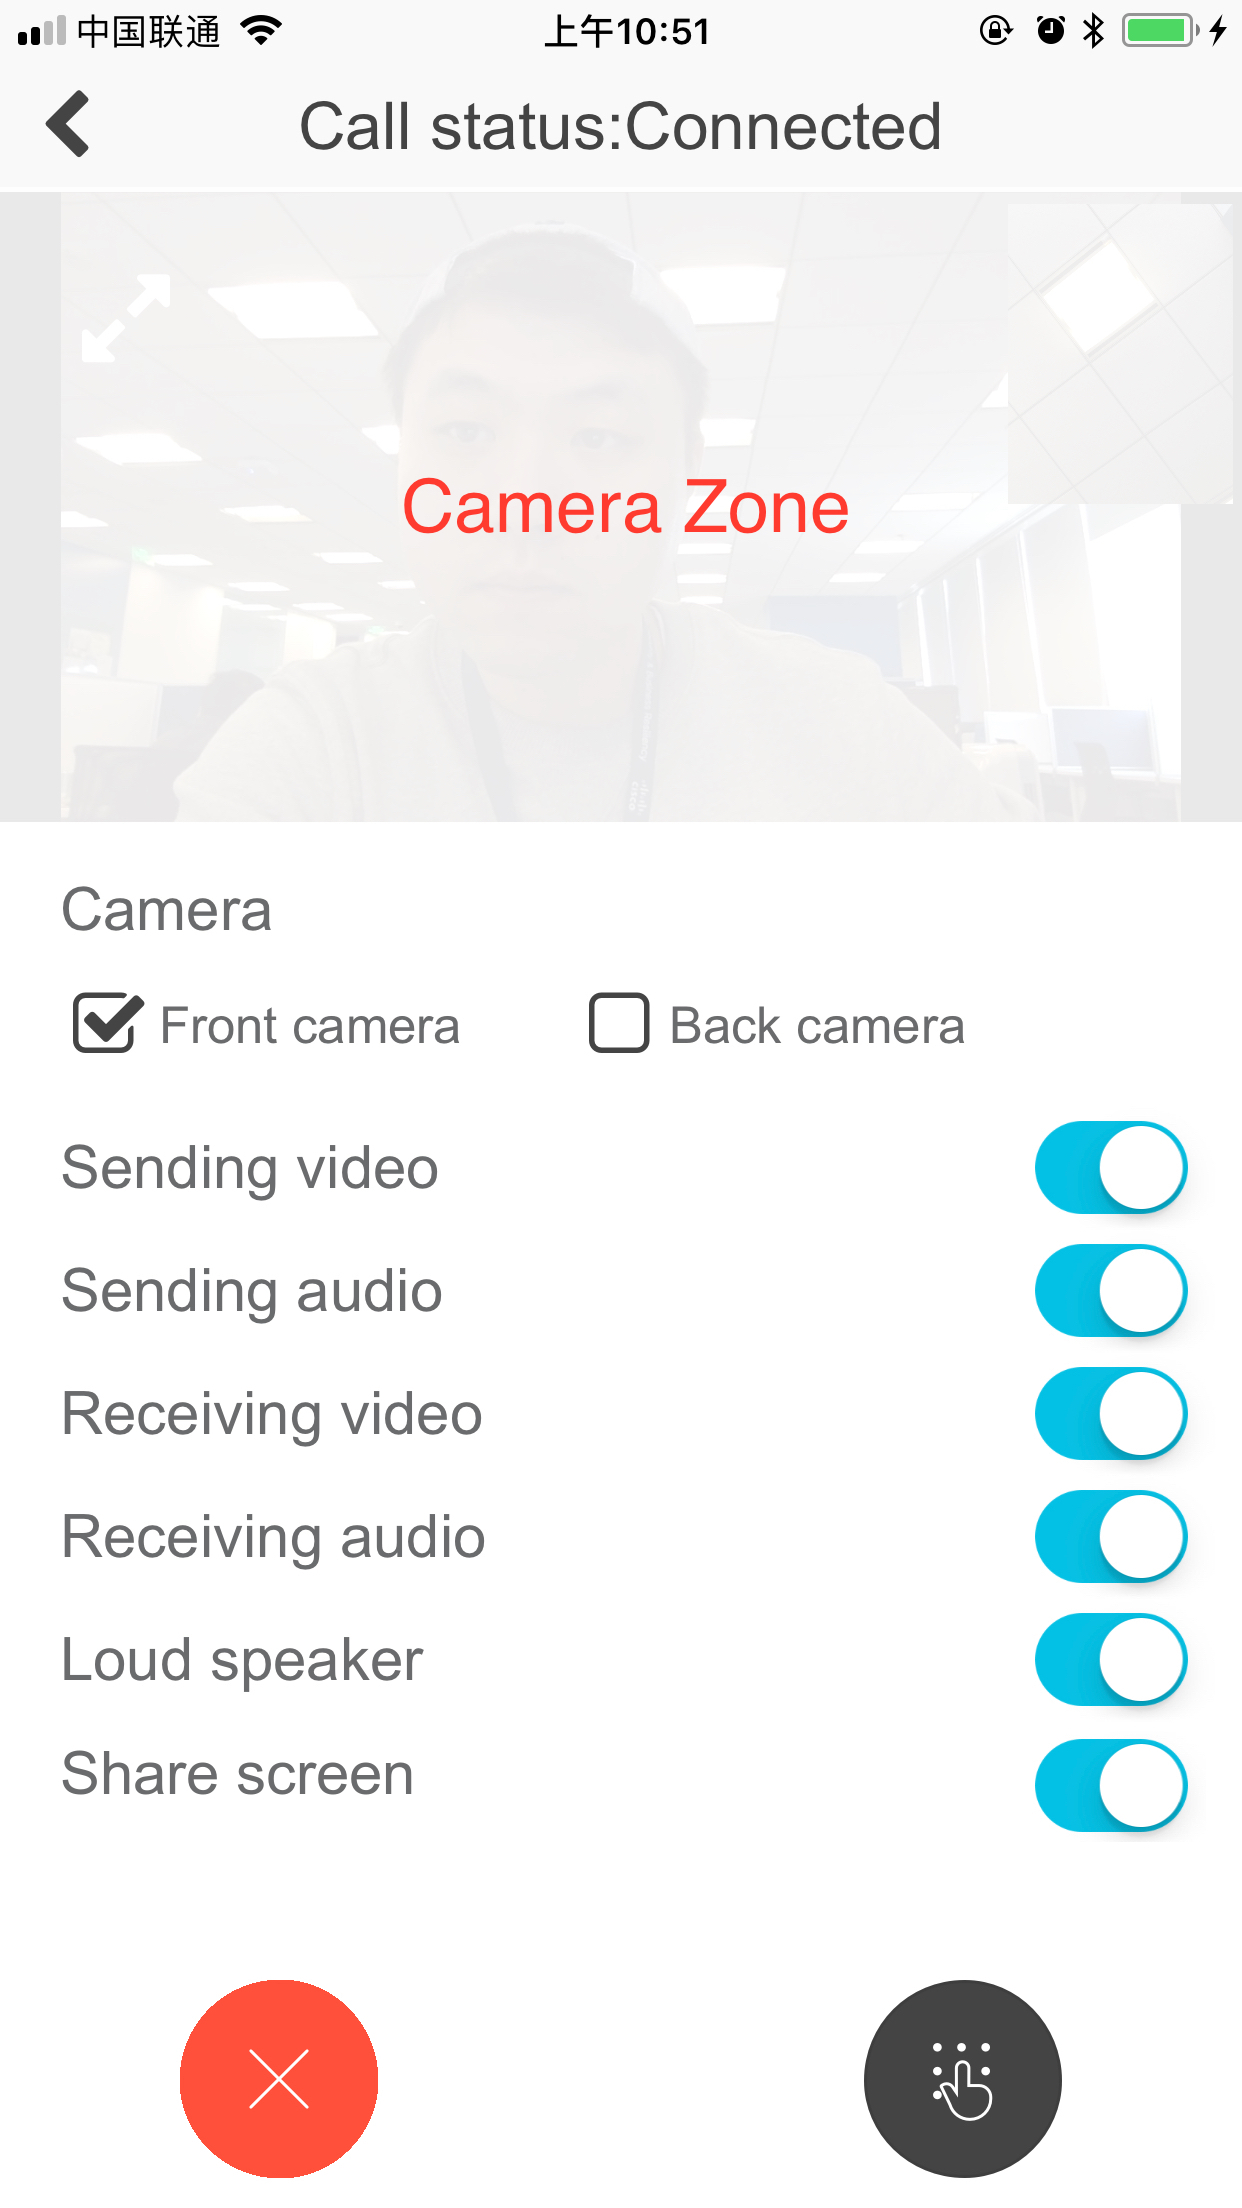 中国联通 上午10:51
Call status:Connected
Camera Zone
Camera
Front camera Back camera
Sending video
Sending audio
Receiving video
Receiving audio
Loud speaker
Share screen